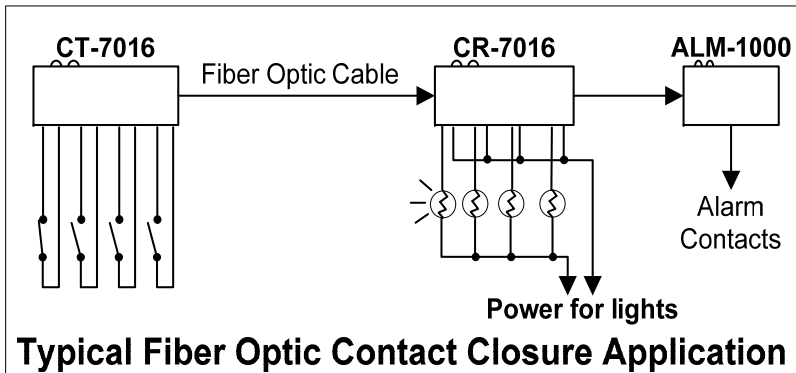 CT-7016
CR-7016
ALM-1000
Fiber Optic Cable
Alarm
Contacts
Power for lights
Typical Fiber Optic Contact Closure Application